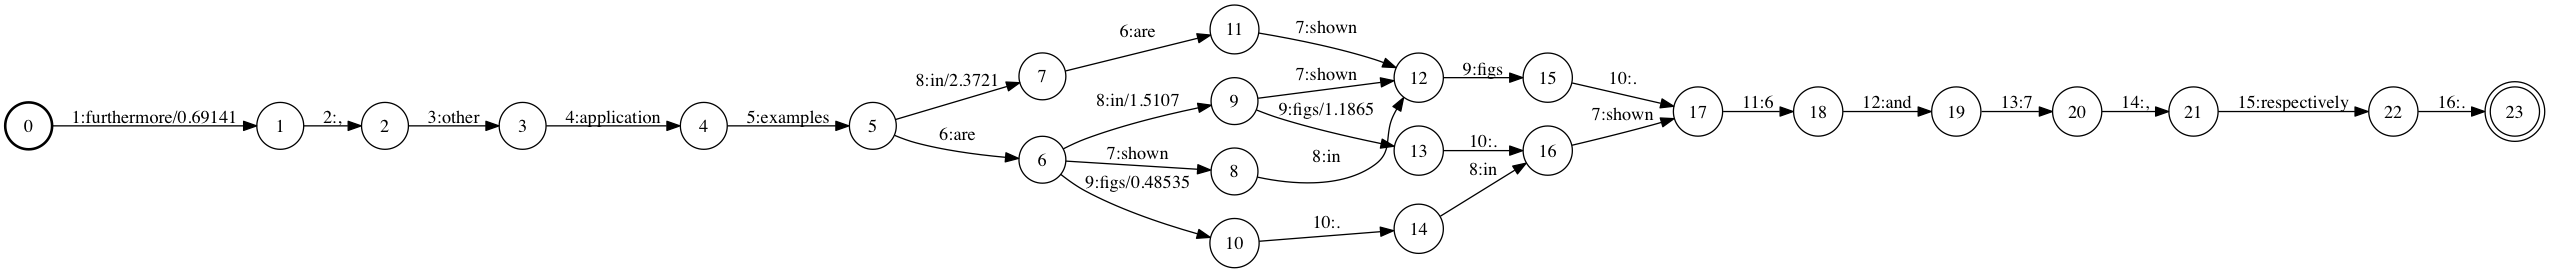 0 1:furthermore/0.69141 1 2:, 2 3:other 3 4:application 4 5:examples 5
8:in/2.3721 7 6:are 11 7:shown
6:are 6 8:in/1.5107 9 7:shown 12 9:figs 15 10:.
9:figs/1.1865 13 10:. 16 7:shown
7:shown 8 8:in
9:figs/0.48535 10 10:. 14 8:in
17 11:6 18 12:and 19 13:7 20 14:, 21 15:respectively 22 16:. 23